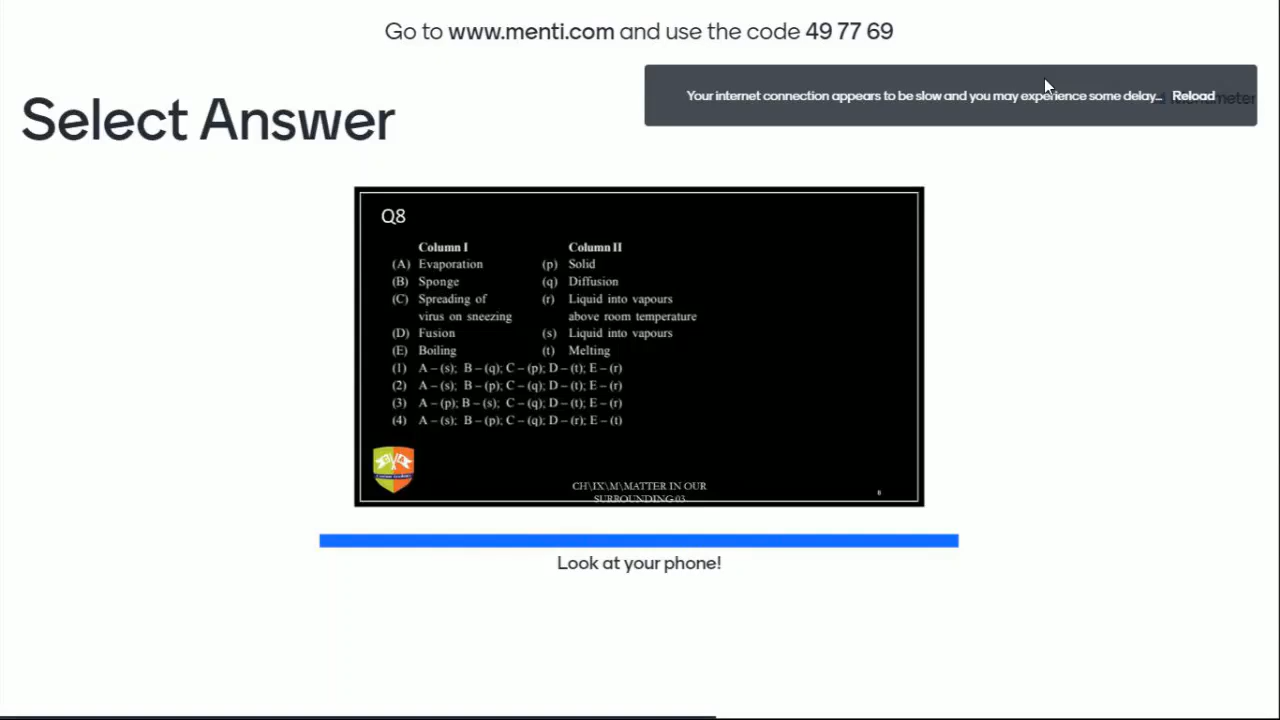 Go to www.menti.com and use the code 49 77 69
Your internet connection appears to be slow and you may experience some delay... Reload
Select Answer
Q8
Column I Column II
(A) Evaporation (p) Solid
(B) Sponge (q) Diffusion
(C) Spreading of (r) Liquid into vapours
virus on sneezing above room temperature
(D) Fusion (s) Liquid into vapours
(E) Boiling (t) Melting
(1) A – (s); B – (q); C – (p); D – (t); E – (r)
(2) A – (s); B – (p); C – (q); D – (t); E – (r)
(3) A – (p); B – (s); C – (q); D – (t); E – (r)
(4) A – (s); B – (p); C – (q); D – (r); E – (t)
CH\IX\M\MATTER IN OUR
SURROUNDING\03
8
Look at your phone!